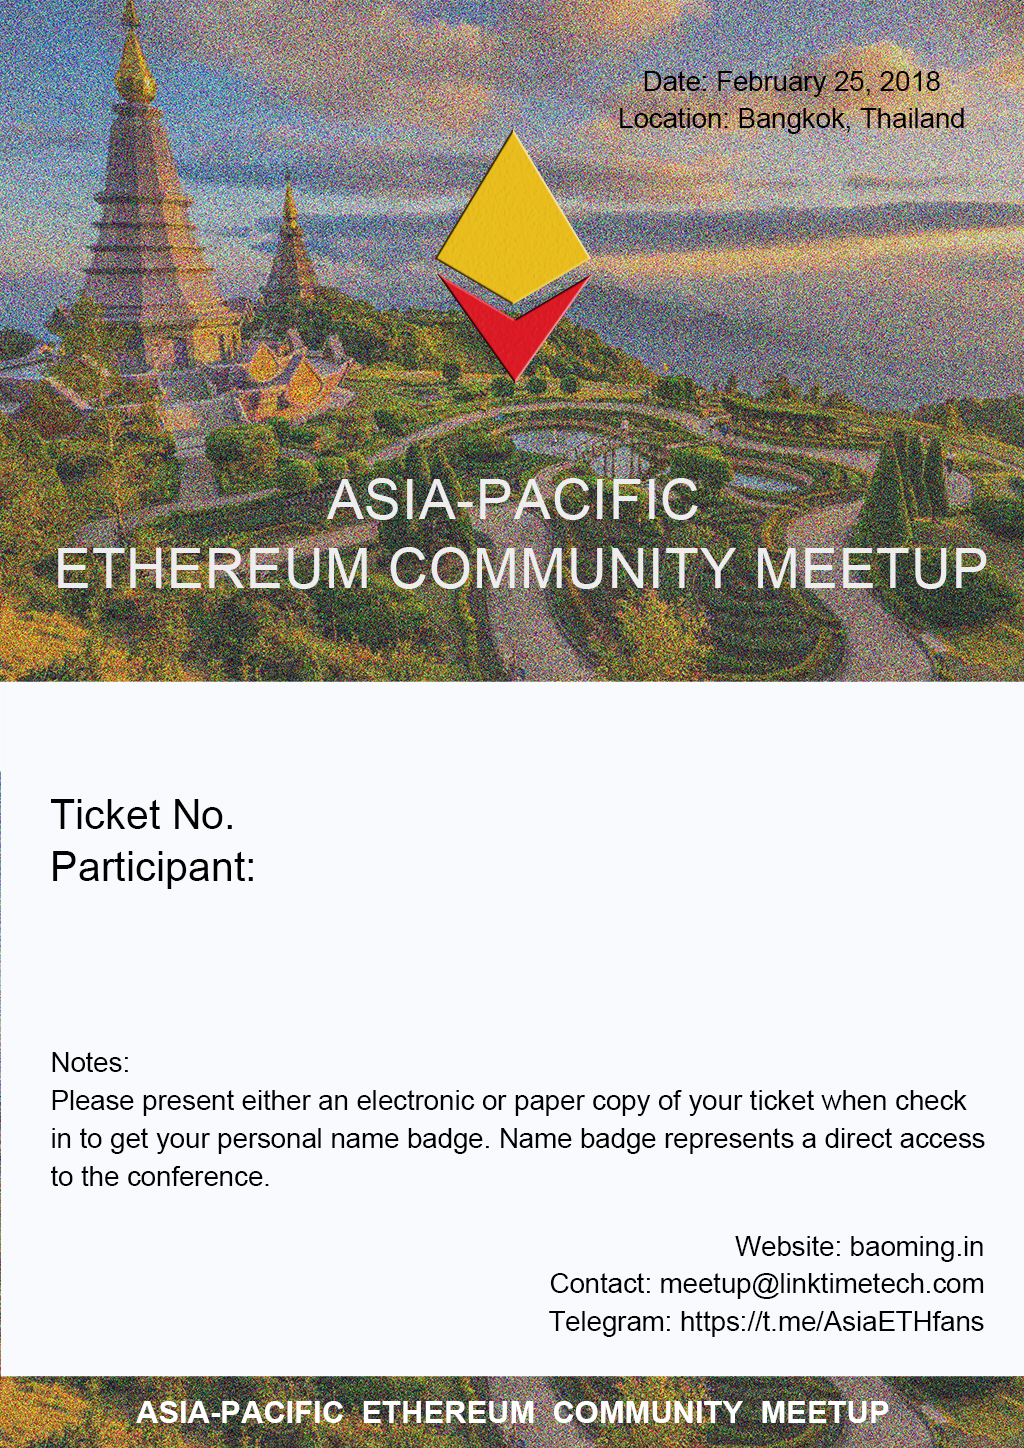 Date: February 25, 2018
Location: Bangkok, Thailand
ASIA-PACIFIC
ETHEREUM COMMUNITY MEETUP
Ticket No.
Participant:
Notes:
Please present either an electronic or paper copy of your ticket when check
in to get your personal name badge. Name badge represents a direct access
to the conference.
Website: baoming.in
Contact: meetup@linktimetech.com
Telegram: https://t.me/AsiaETHfans
ASIA-PACIFIC ETHEREUM COMMUNITY MEETUP